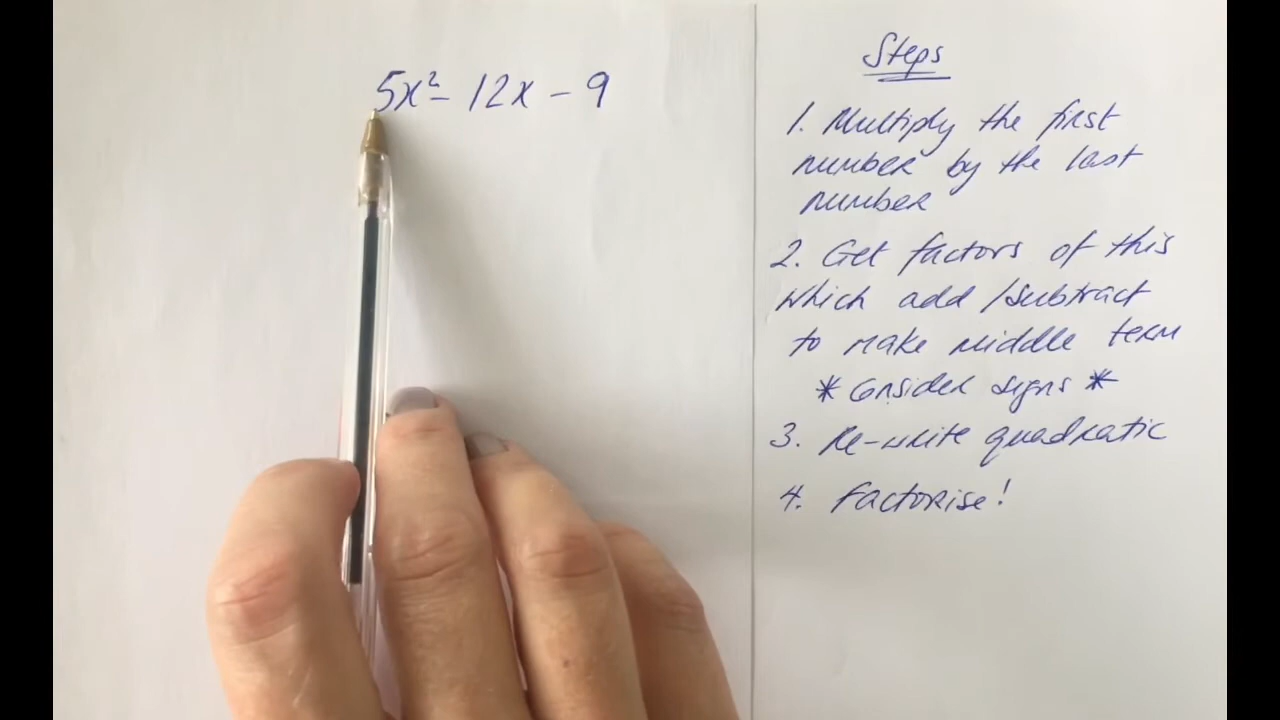 5x² - 12x - 9
Steps
1. Multiply the first
number by the last
number
2. Get factors of this
which add /subtract
to make middle term
* Consider signs *
3. Re-write quadratic
4. Factorise!